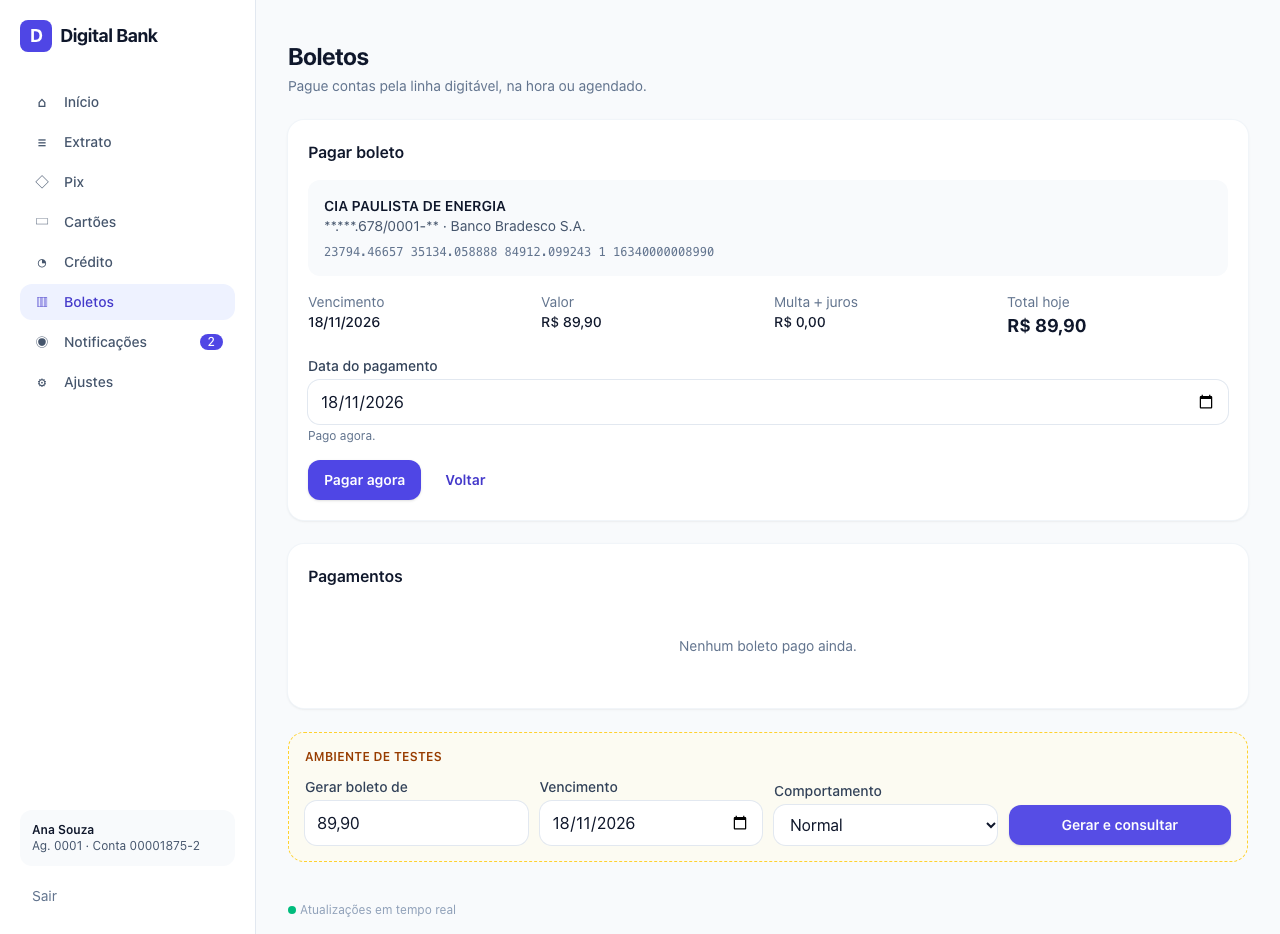 D Digital Bank
Início
Extrato
Pix
Cartões
Crédito
Boletos
Notificações 2
Ajustes
Ana Souza
Ag. 0001 · Conta 00001875-2
Sair
Boletos
Pague contas pela linha digitável, na hora ou agendado.
Pagar boleto
CIA PAULISTA DE ENERGIA
**.***.678/0001-** · Banco Bradesco S.A.
23794.46657 35134.058888 84912.099243 1 16340000008990
Vencimento Valor Multa + juros Total hoje
18/11/2026 R$ 89,90 R$ 0,00 R$ 89,90
Data do pagamento
18/11/2026
Pago agora.
Pagar agora Voltar
Pagamentos
Nenhum boleto pago ainda.
AMBIENTE DE TESTES
Gerar boleto de Vencimento Comportamento
89,90 18/11/2026 Normal Gerar e consultar
Atualizações em tempo real